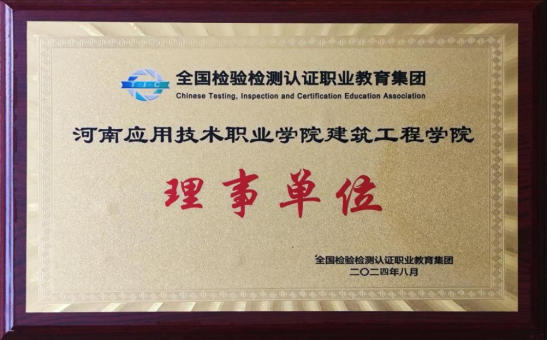 全国检验检测认证职业教育集团
TIC
Chinese Testing, Inspection and Certification Education Association
河南应用技术职业学院建筑工程学院
理事单位
全国检验检测认证职业教育集团
二〇二四年八月